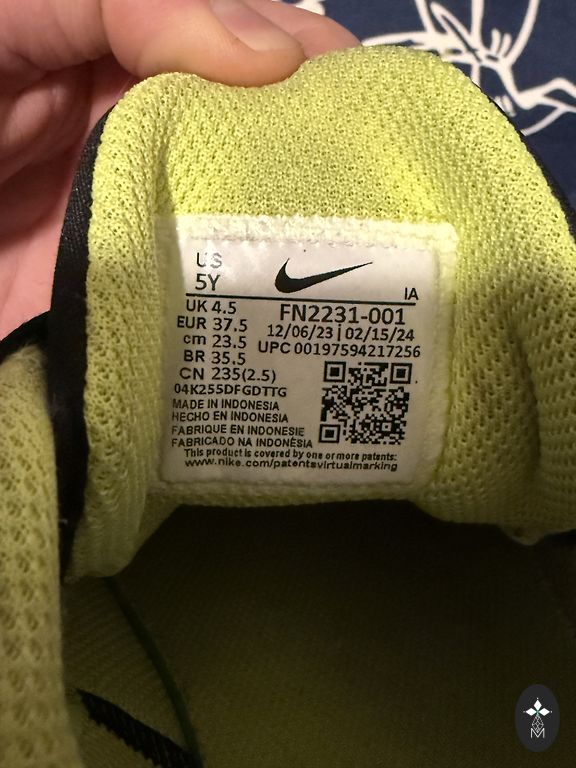 US
5Y
IA
UK 4.5
EUR 37.5
cm 23.5
BR 35.5
CN 235(2.5)
FN2231-001
12/06/23 | 02/15/24
UPC 00197594217256
04K255DFGDTTG
MADE IN INDONESIA
HECHO EN INDONESIA
FABRIQUE EN INDONESIE
FABRICADO NA INDONÉSIA
This product is covered by one or more patents:
www.nike.com/patentsvirtualmarking
M